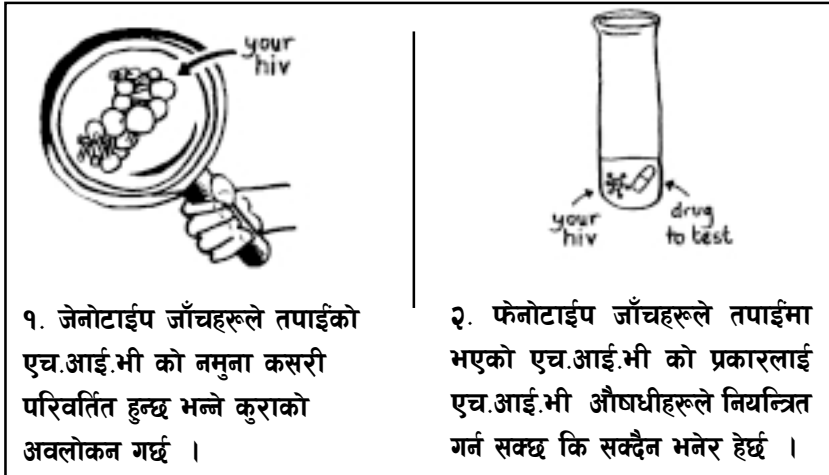 your
hiv
१. जेनोटाईप जाँचहरूले तपाईंको
एच.आई.भी को नमुना कसरी
परिवर्तित हुन्छ भन्ने कुराको
अवलोकन गर्छ ।
your
hiv
drug
to test
२. फेनोटाईप जाँचहरूले तपाईंमा
भएको एच.आई.भी को प्रकारलाई
एच.आई.भी औषधीहरूले नियन्त्रित
गर्न सक्छ कि सक्दैन भनेर हेर्छ ।